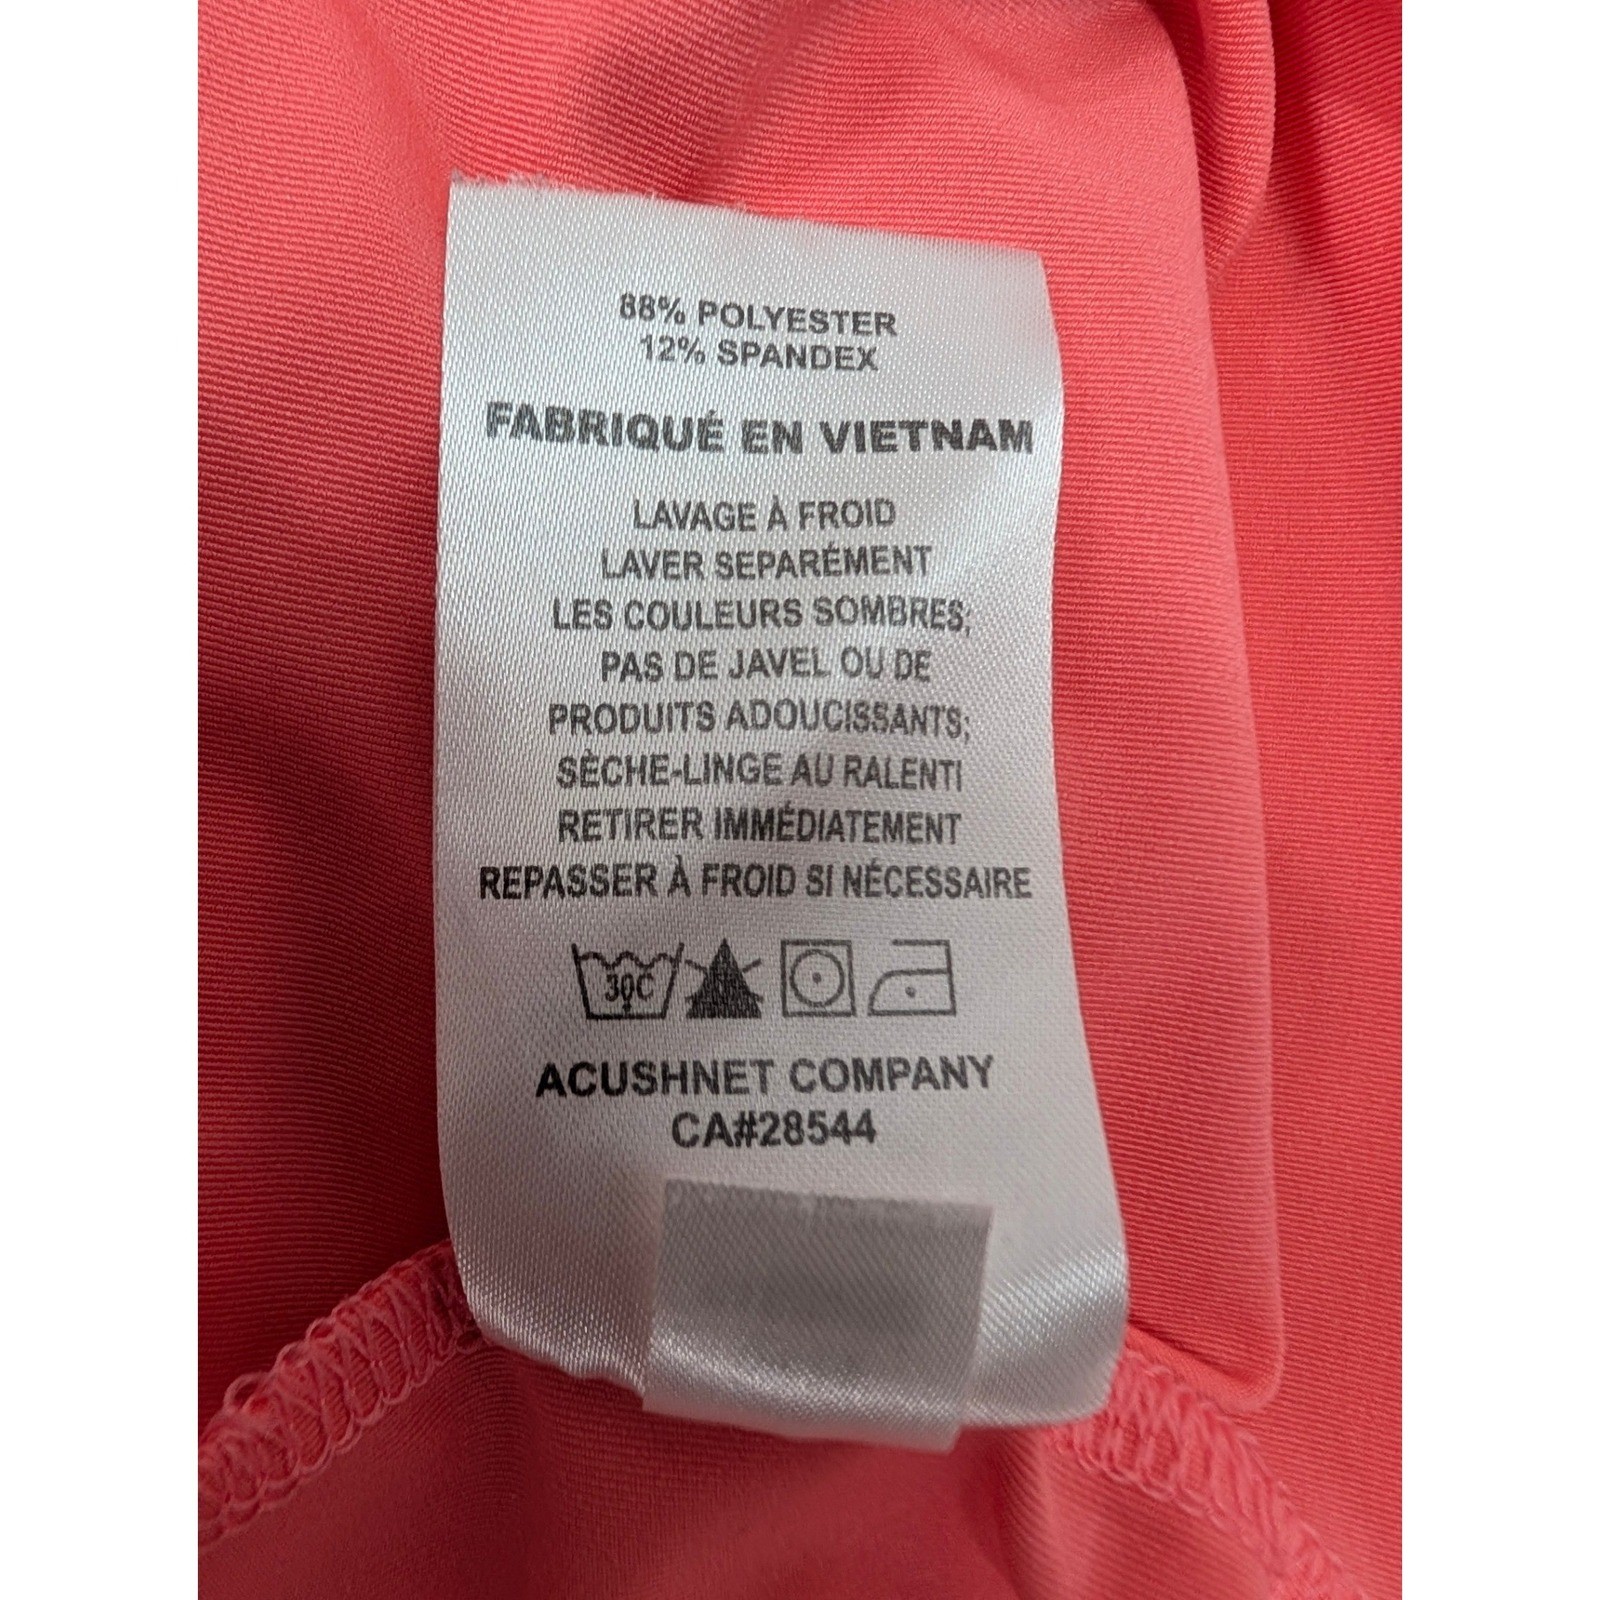 88% POLYESTER
12% SPANDEX
FABRIQUÉ EN VIETNAM
LAVAGE À FROID
LAVER SEPARÉMENT
LES COULEURS SOMBRES;
PAS DE JAVEL OU DE
PRODUITS ADOUCISSANTS;
SÈCHE-LINGE AU RALENTI
RETIRER IMMÉDIATEMENT
REPASSER À FROID SI NÉCESSAIRE
30C
ACUSHNET COMPANY
CA#28544